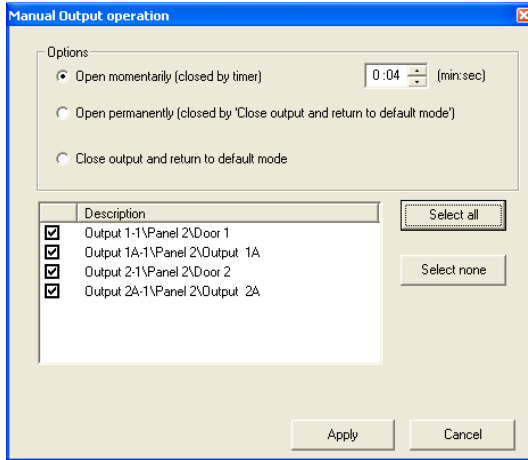 Manual Output operation
Options
Open momentarily (closed by timer) 0 :04 (min:sec)
Open permanently (closed by 'Close output and return to default mode')
Close output and return to default mode
Description
Output 1-1\Panel 2\Door 1
Output 1A-1\Panel 2\Output  1A
Output 2-1\Panel 2\Door 2
Output 2A-1\Panel 2\Output  2A
Select all
Select none
Apply Cancel